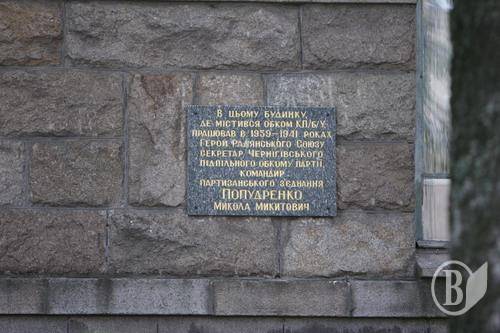 В цьому будинку,
де містився обком КП/б/У,
працював в 1939–1941 роках
Герой Радянського Союзу
секретар Чернігівського
підпільного обкому партії,
командир
партизанського з'єднання
Попудренко
Микола Микитович
В